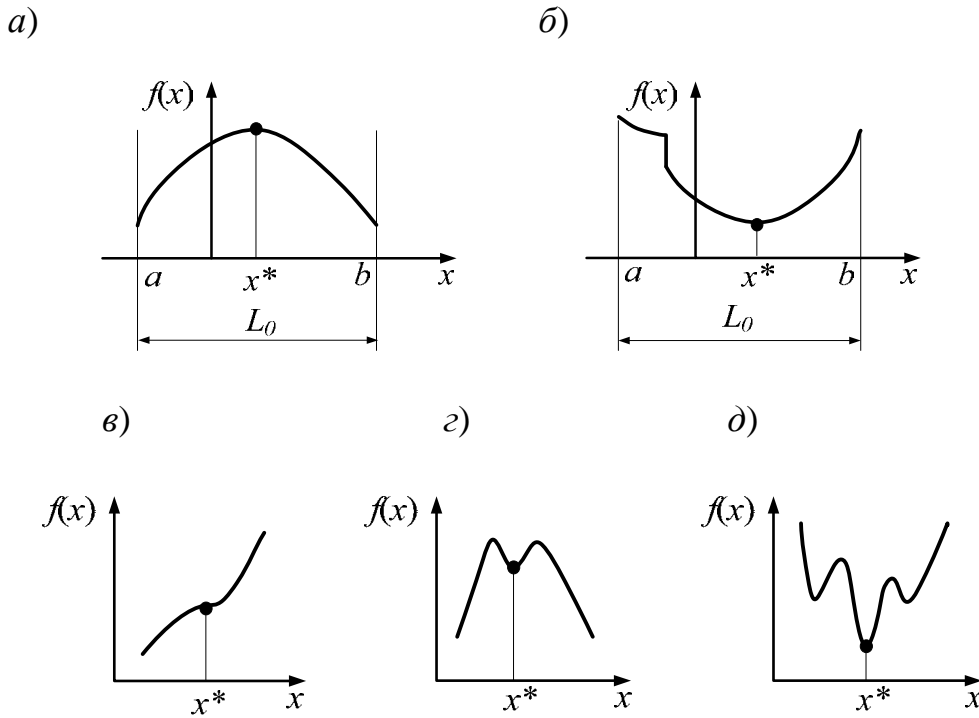 а) б)
f(x) f(x)
a x* b x a x* b x
L0 L0
в) г) д)
f(x) f(x) f(x)
x* x x* x x* x